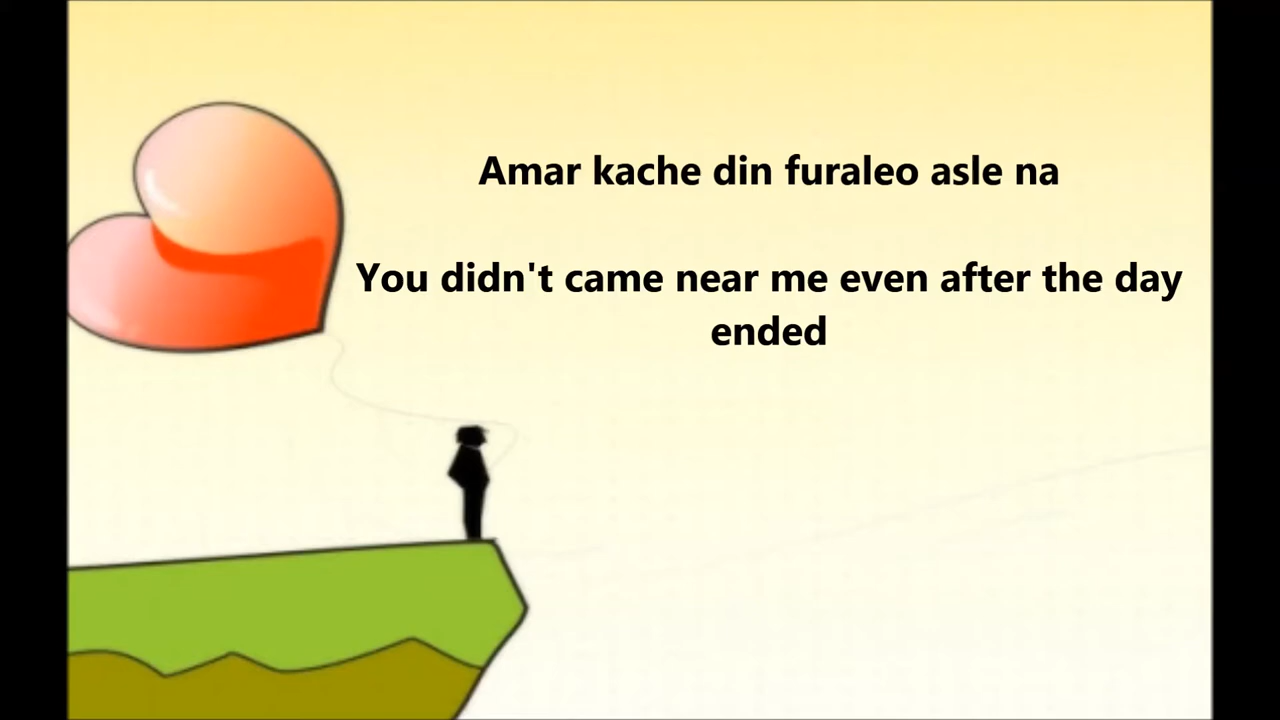 Amar kache din furaleo asle na
You didn't came near me even after the day
ended